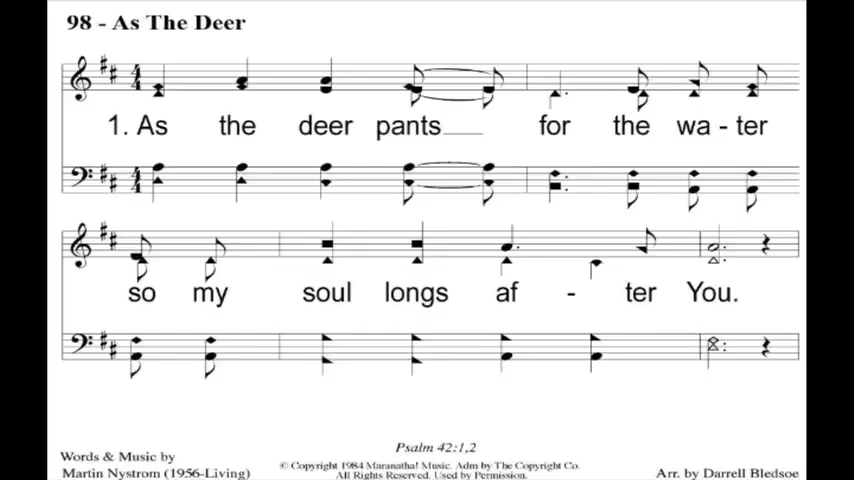 98 - As The Deer
1. As the deer pants___ for the wa - ter
so my soul longs af - ter You.
Psalm 42:1,2
Words & Music by
Martin Nystrom (1956-Living)
© Copyright 1984 Maranatha! Music. Adm by The Copyright Co.
All Rights Reserved. Used by Permission.
Arr. by Darrell Bledsoe